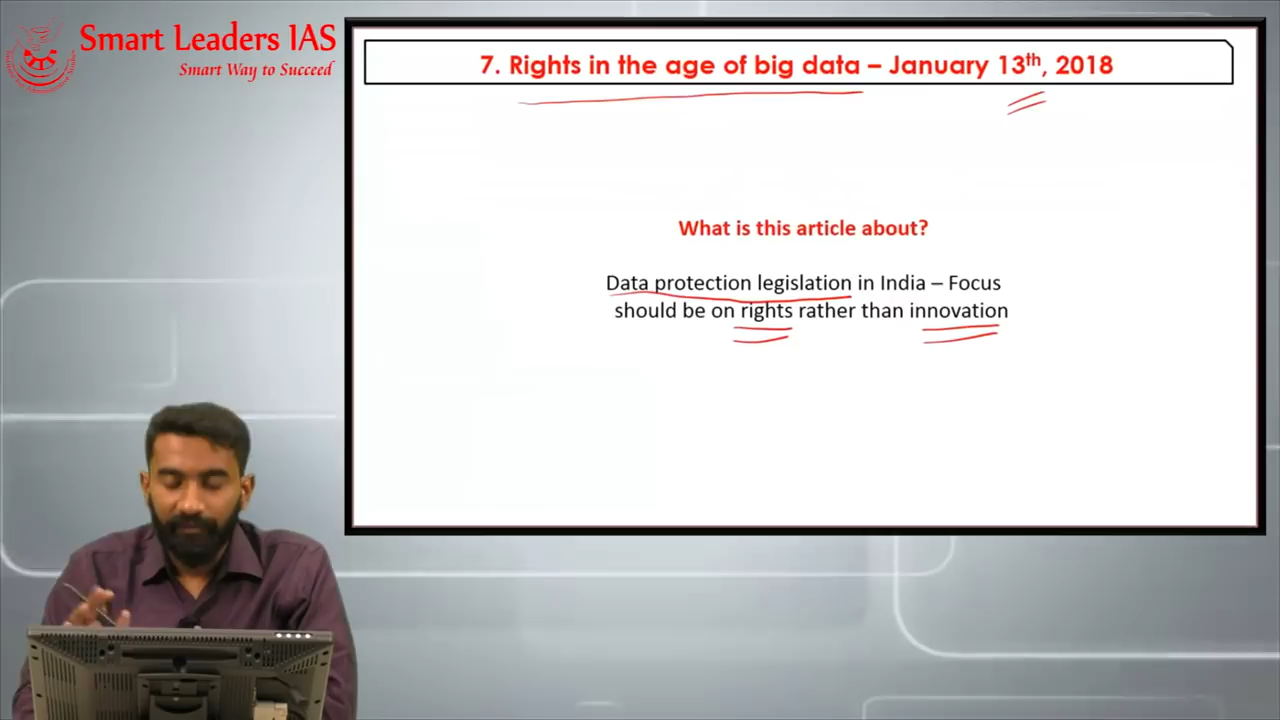 Smart Leaders IAS
Smart Way to Succeed
7. Rights in the age of big data – January 13th, 2018
What is this article about?
Data protection legislation in India – Focus
should be on rights rather than innovation